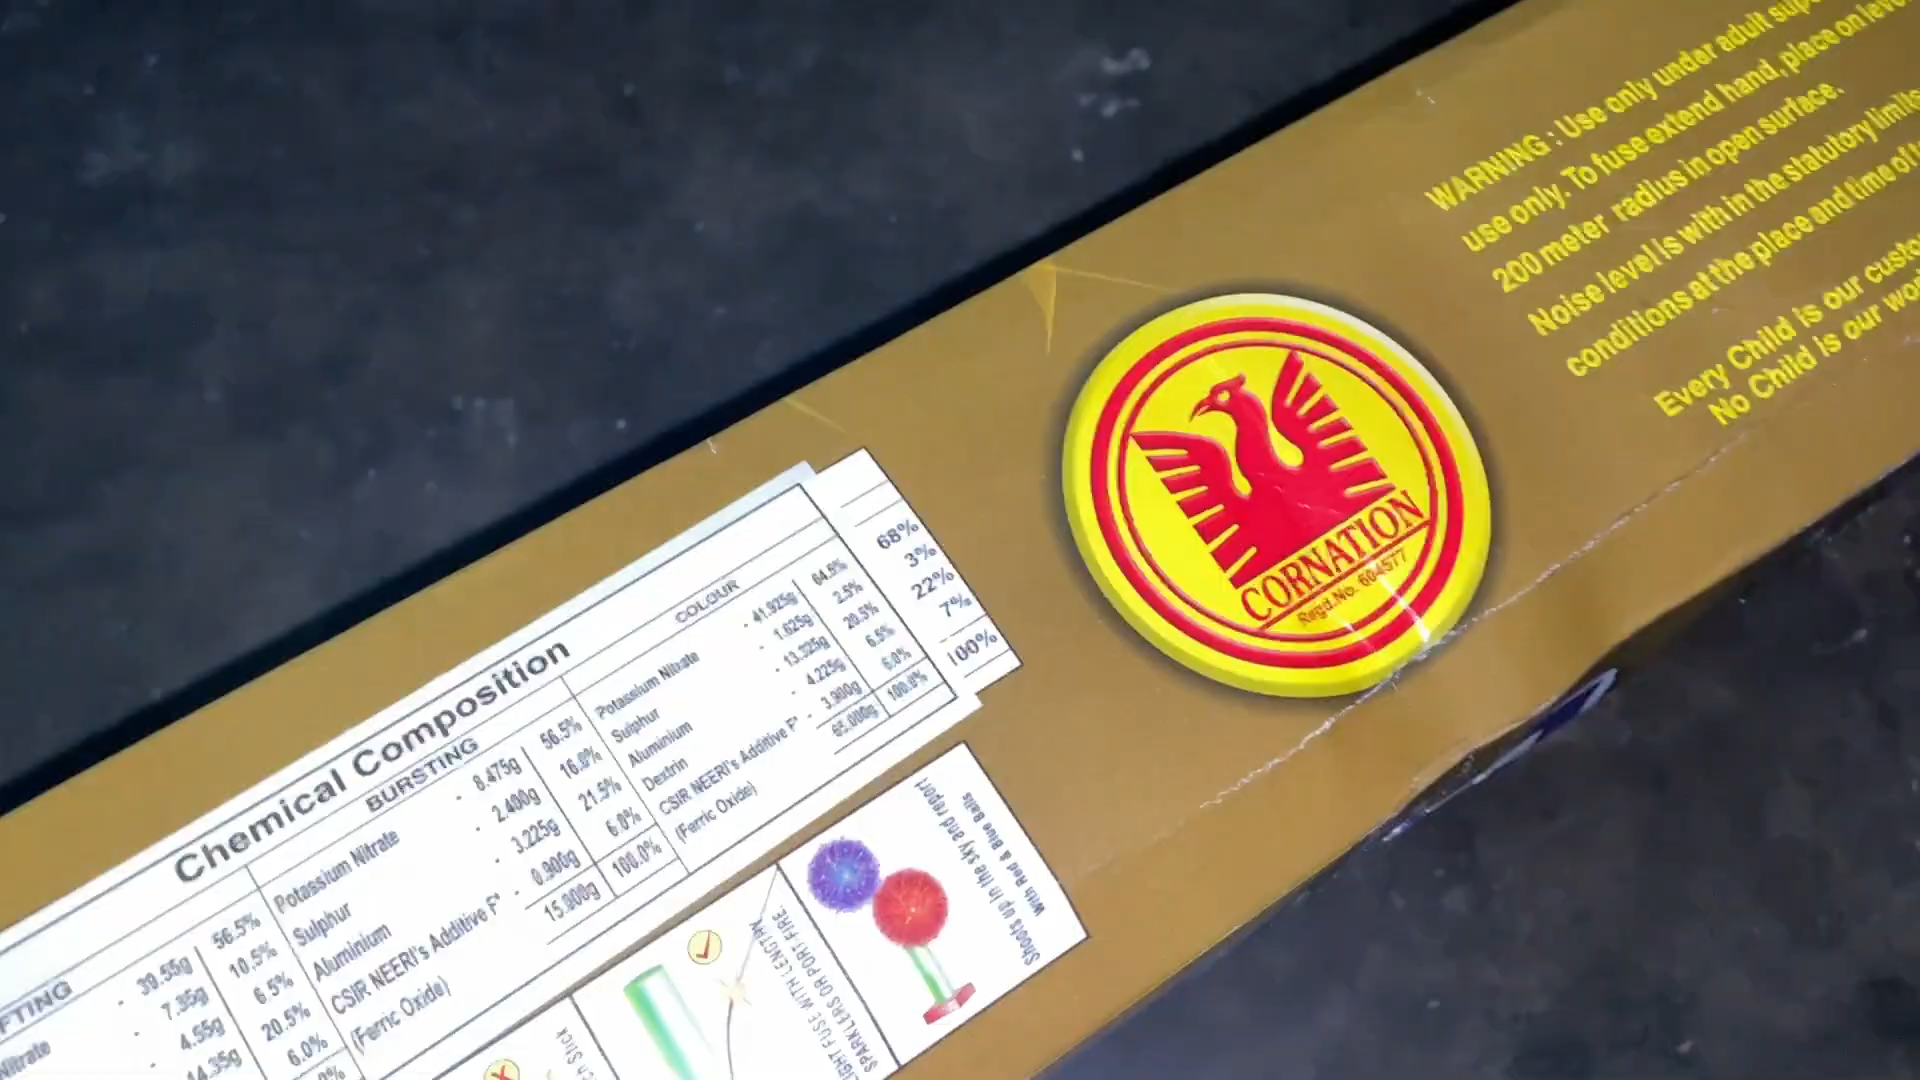 WARNING : Use only under adult
use only. To fuse extend hand, place on
200 meter radius in open surface.
Noise level is with in the statutory limits
conditions at the place and time of
Every Child is our
No Child is our
CORNATION
Regd.No. 604577
68%
3%
22%
7%
100%
Chemical Composition
COLOUR
Potassium Nitrate - 41.925g 64.5%
Sulphur - 1.625g 2.5%
Aluminium - 13.325g 20.5%
Dextrin - 4.225g 6.5%
CSIR NEERI's Additive F* - 3.900g 6.0%
(Ferric Oxide) 65.000g 100.0%
BURSTING
Potassium Nitrate - 8.475g 56.5%
Sulphur - 2.400g 16.0%
Aluminium - 3.225g 21.5%
CSIR NEERI's Additive F* - 0.900g 6.0%
(Ferric Oxide) 15.000g 100.0%
Nitrate - 39.55g 56.5%
- 7.35g 10.5%
- 4.55g 6.5%
14.35g 20.5%
6.0%
Shoots up in the sky and report
With Red & Blue Balls
LIGHT FUSE WITH LENGTHY
SPARKLERS OR PORT-FIRE.
Stick